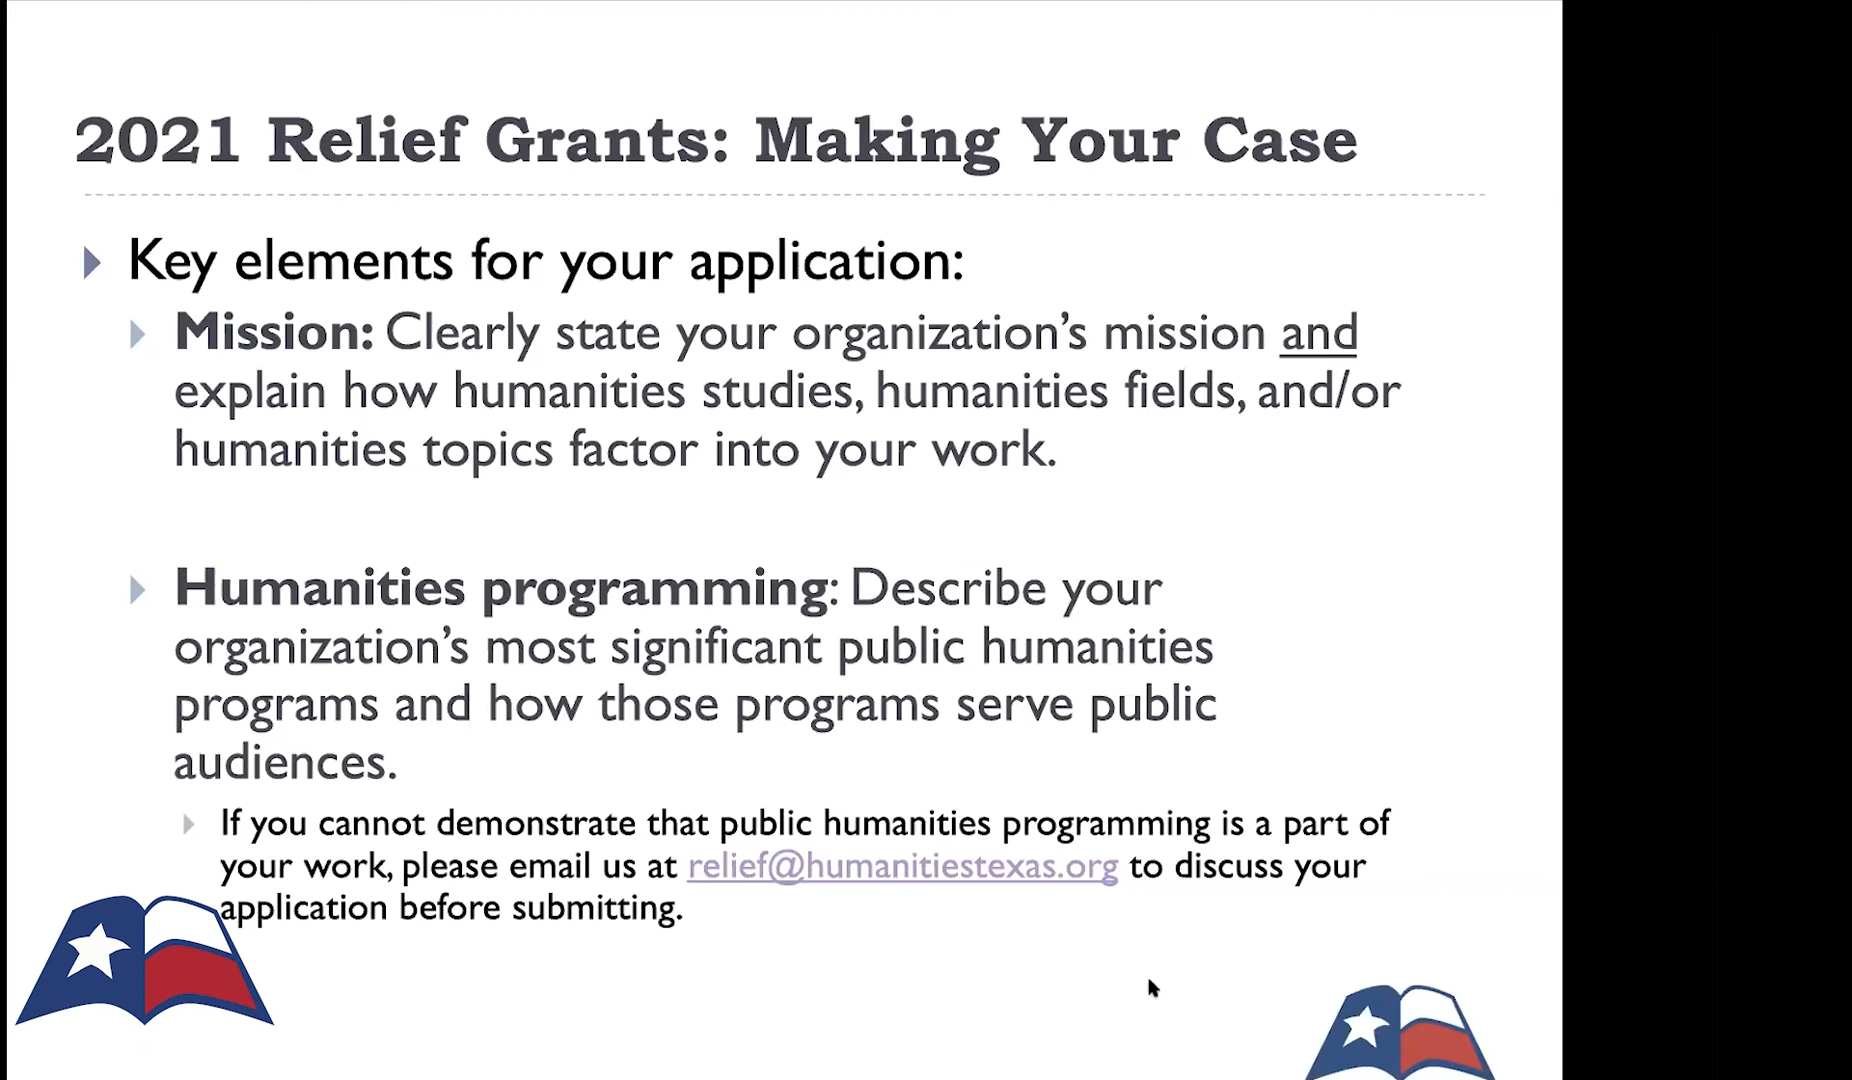 2021 Relief Grants: Making Your Case
Key elements for your application:
Mission: Clearly state your organization’s mission and
explain how humanities studies, humanities fields, and/or
humanities topics factor into your work.
Humanities programming: Describe your
organization’s most significant public humanities
programs and how those programs serve public
audiences.
If you cannot demonstrate that public humanities programming is a part of
your work, please email us at relief@humanitiestexas.org to discuss your
application before submitting.